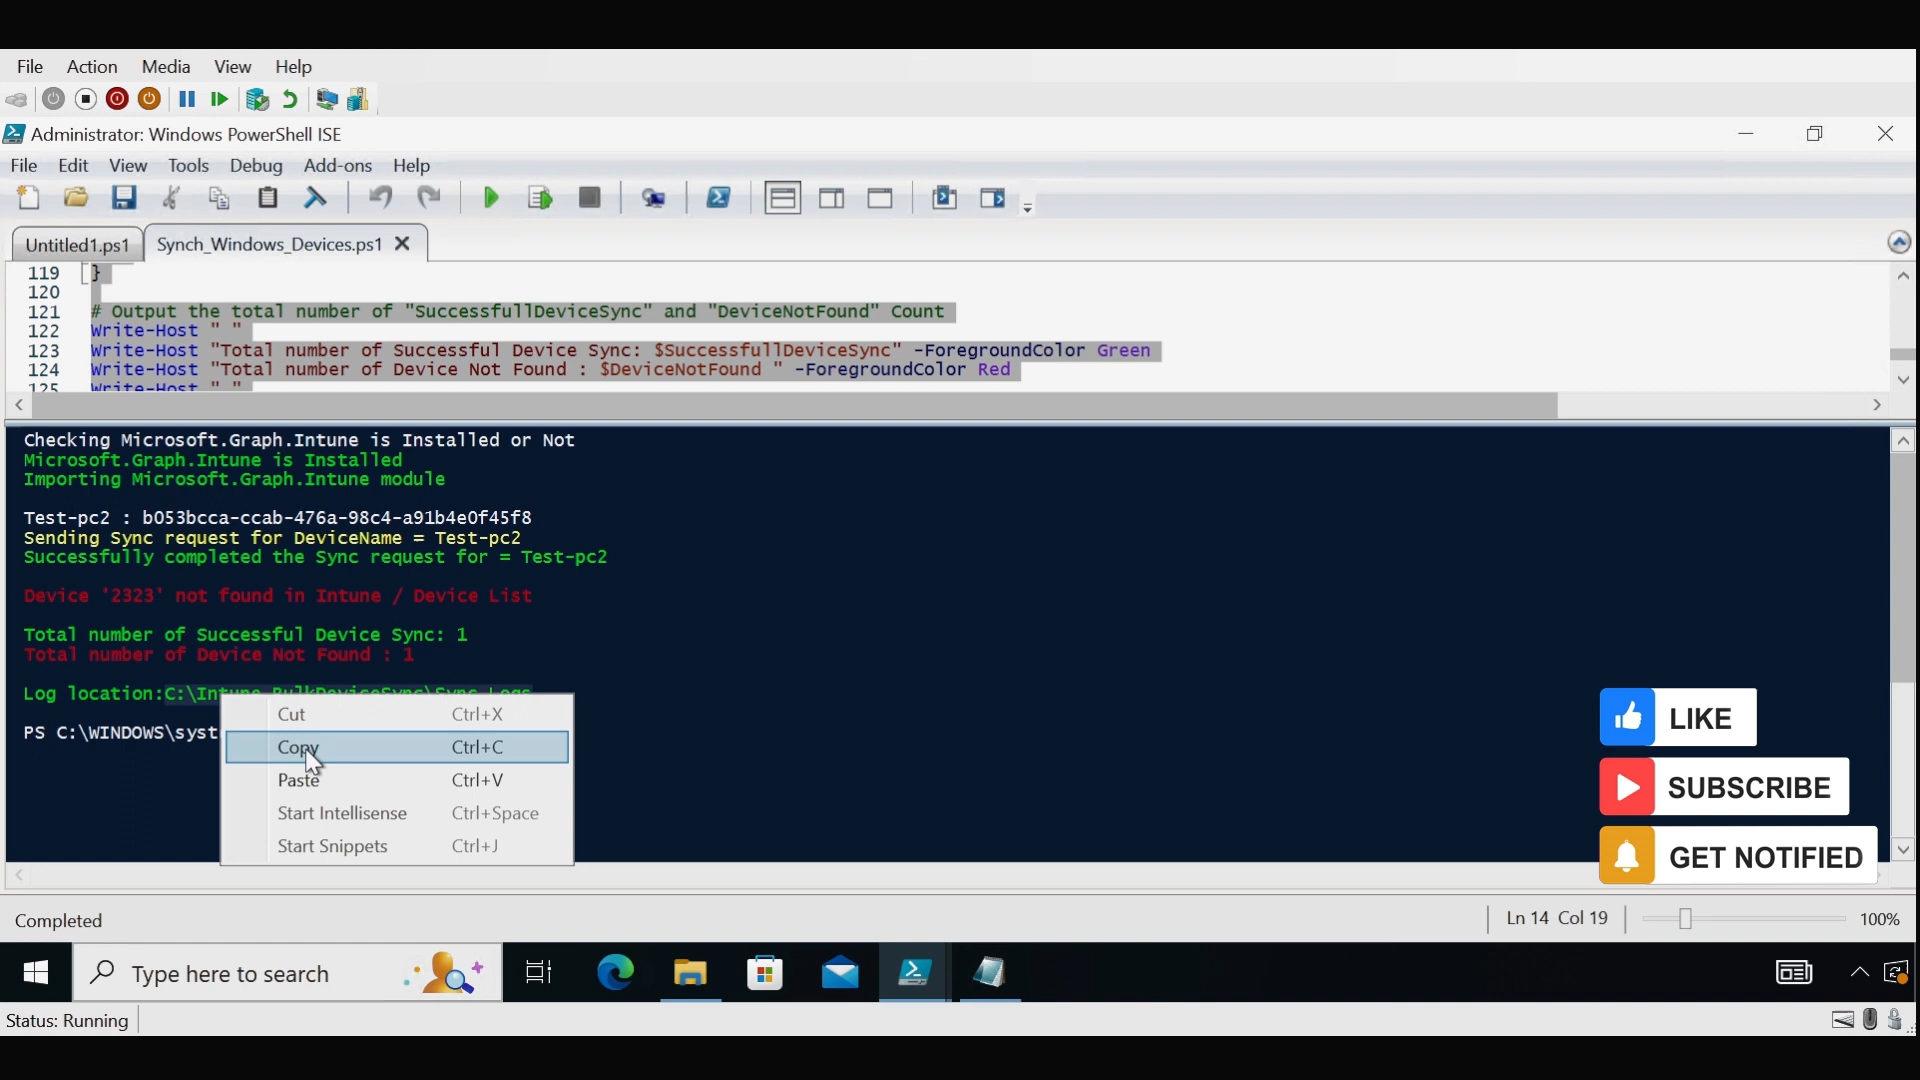 File Action Media View Help
Administrator: Windows PowerShell ISE
File Edit View Tools Debug Add-ons Help
Untitled1.ps1 Synch_Windows_Devices.ps1
119 }
120
121 # Output the total number of "SuccessfullDeviceSync" and "DeviceNotFound" Count
122 Write-Host " "
123 Write-Host "Total number of Successful Device Sync: $SuccessfullDeviceSync" -ForegroundColor Green
124 Write-Host "Total number of Device Not Found : $DeviceNotFound " -ForegroundColor Red
125 Write-Host " "
Checking Microsoft.Graph.Intune is Installed or Not
Microsoft.Graph.Intune is Installed
Importing Microsoft.Graph.Intune module
Test-pc2 : b053bcca-ccab-476a-98c4-a91b4e0f45f8
Sending Sync request for DeviceName = Test-pc2
Successfully completed the Sync request for = Test-pc2
Device '2323' not found in Intune / Device List
Total number of Successful Device Sync: 1
Total number of Device Not Found : 1
Log location:C:\Intune_BulkDeviceSync\Sync_Logs
PS C:\WINDOWS\syst
Cut Ctrl+X
Copy Ctrl+C
Paste Ctrl+V
Start Intellisense Ctrl+Space
Start Snippets Ctrl+J
LIKE
SUBSCRIBE
GET NOTIFIED
Completed Ln 14 Col 19 100%
Type here to search
Status: Running